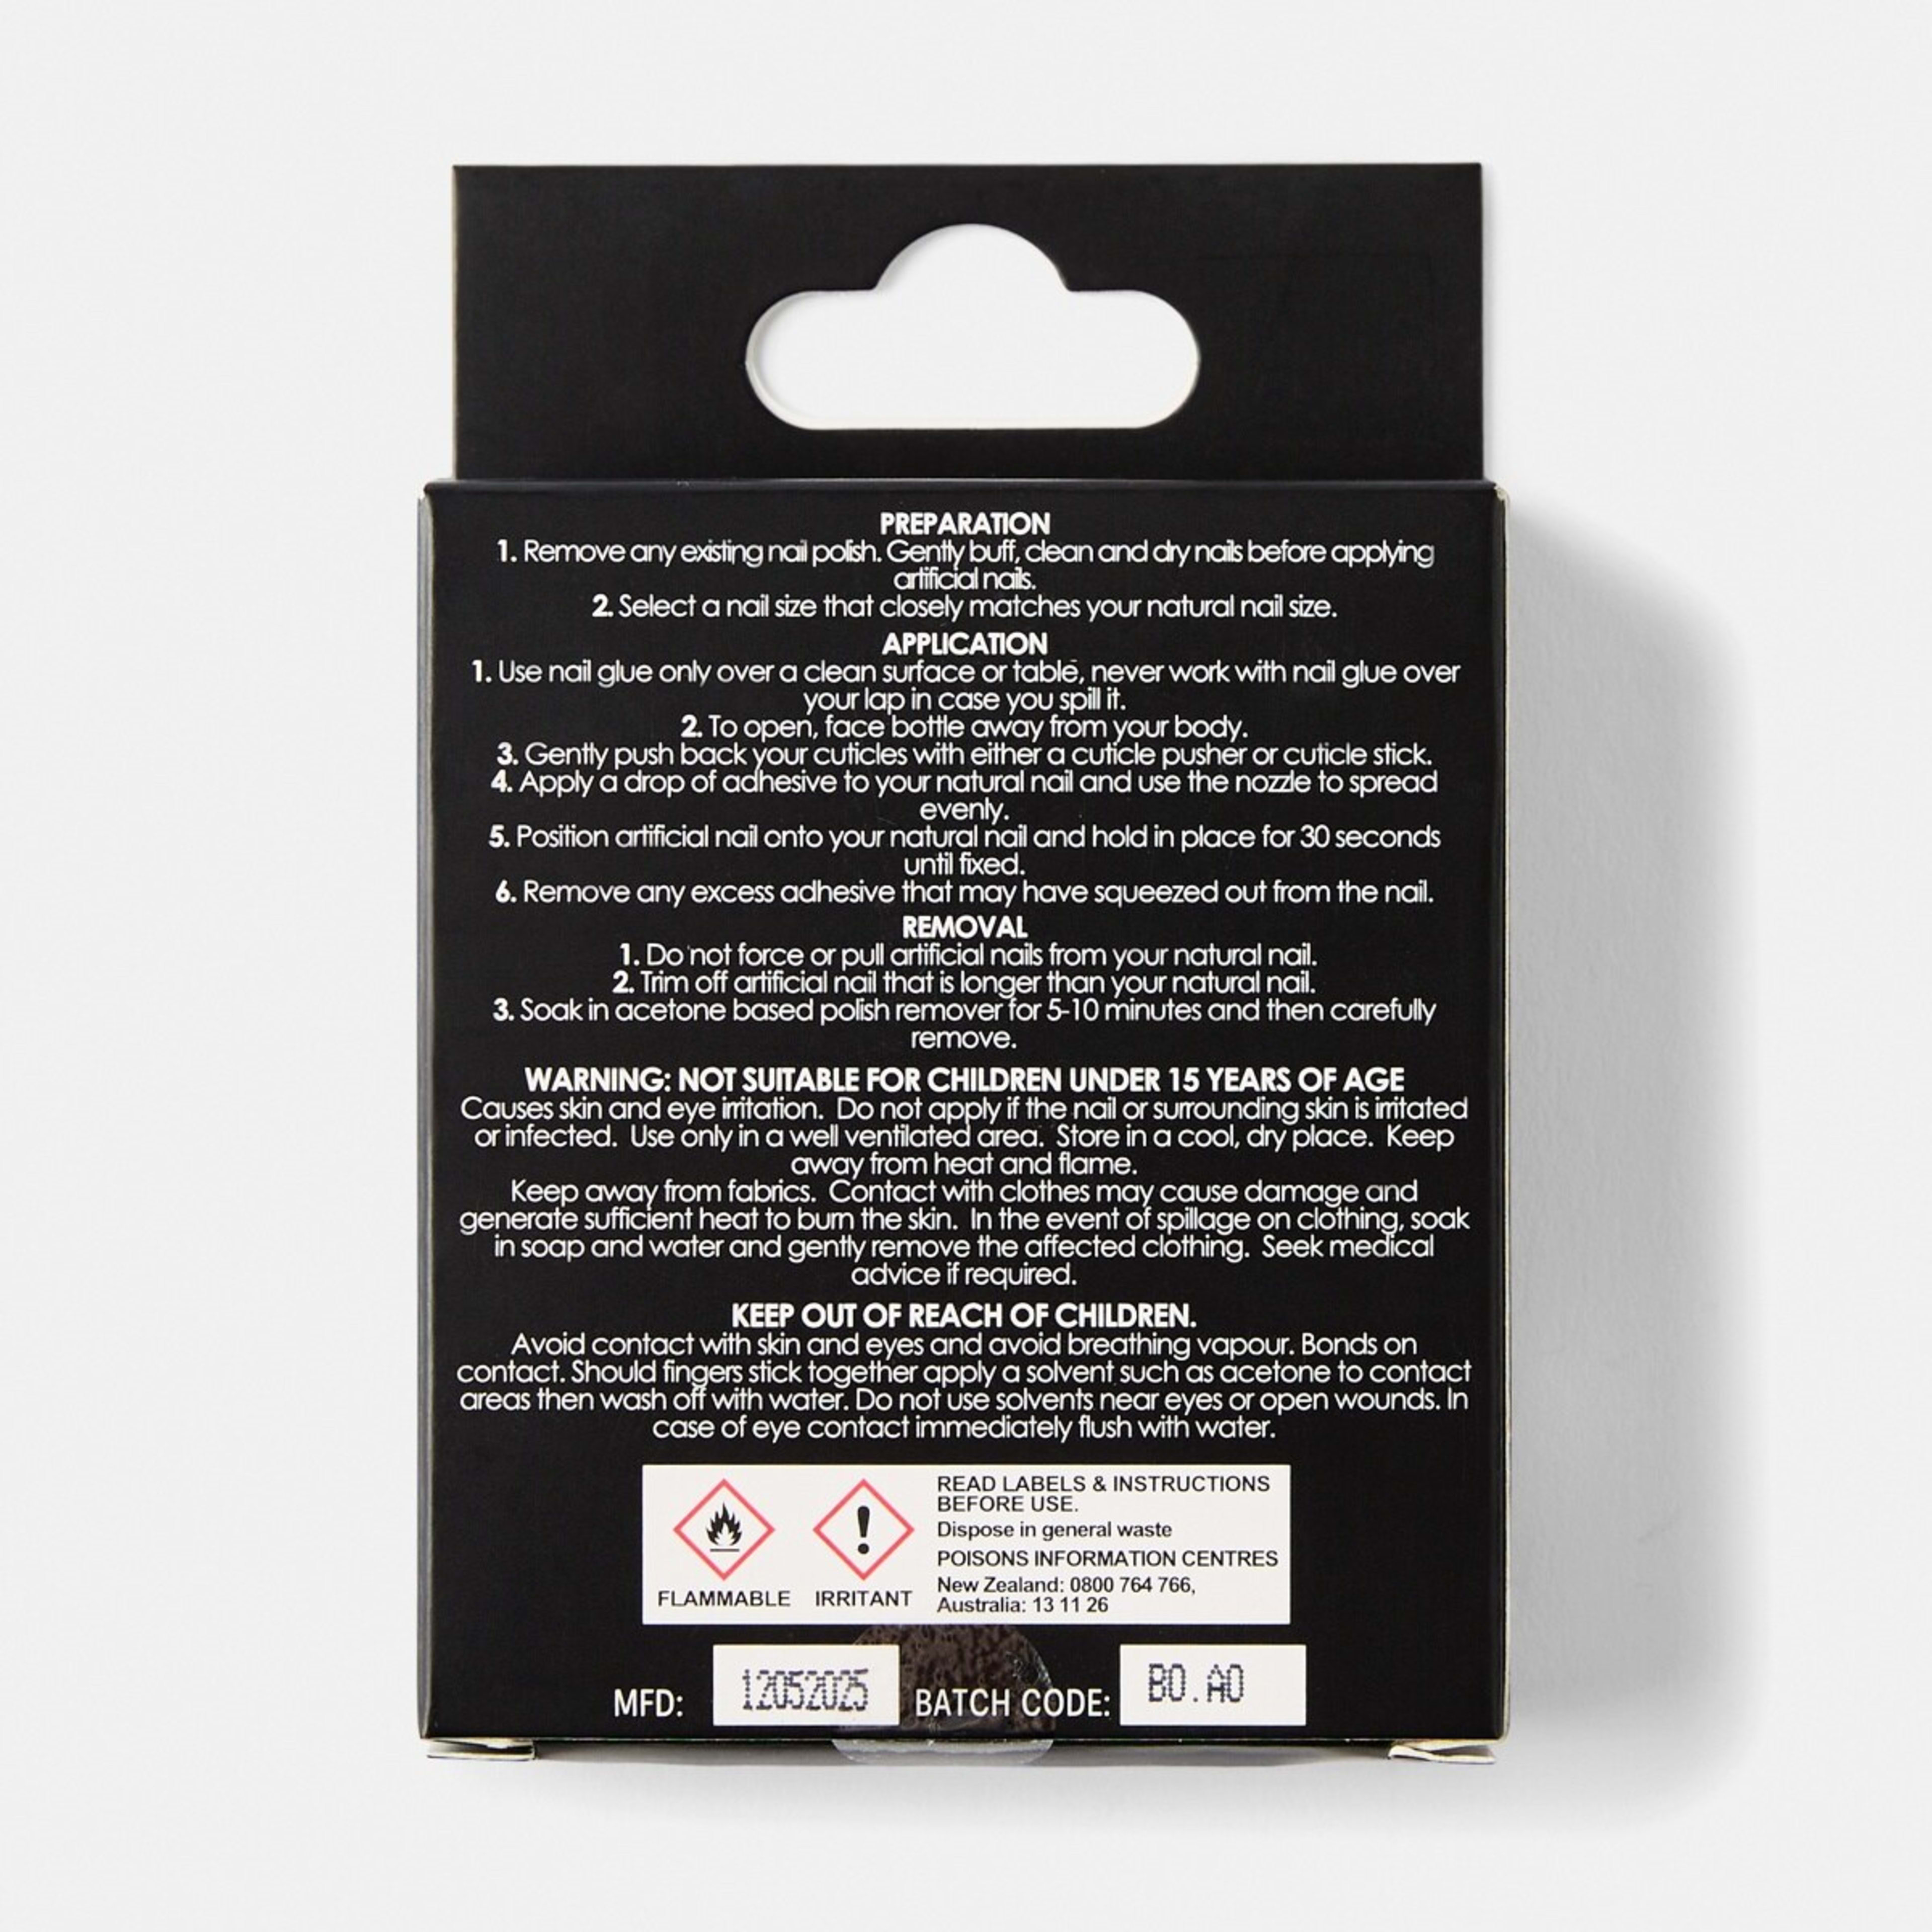 PREPARATION
1. Remove any existing nail polish. Gently buff, clean and dry nails before applying
artificial nails.
2. Select a nail size that closely matches your natural nail size.
APPLICATION
1. Use nail glue only over a clean surface or table, never work with nail glue over
your lap in case you spill it.
2. To open, face bottle away from your body.
3. Gently push back your cuticles with either a cuticle pusher or cuticle stick.
4. Apply a drop of adhesive to your natural nail and use the nozzle to spread
evenly.
5. Position artificial nail onto your natural nail and hold in place for 30 seconds
until fixed.
6. Remove any excess adhesive that may have squeezed out from the nail.
REMOVAL
1. Do not force or pull artificial nails from your natural nail.
2. Trim off artificial nail that is longer than your natural nail.
3. Soak in acetone based polish remover for 5-10 minutes and then carefully
remove.
WARNING: NOT SUITABLE FOR CHILDREN UNDER 15 YEARS OF AGE
Causes skin and eye irritation. Do not apply if the nail or surrounding skin is irritated
or infected. Use only in a well ventilated area. Store in a cool, dry place. Keep
away from heat and flame.
Keep away from fabrics. Contact with clothes may cause damage and
generate sufficient heat to burn the skin. In the event of spillage on clothing, soak
in soap and water and gently remove the affected clothing. Seek medical
advice if required.
KEEP OUT OF REACH OF CHILDREN.
Avoid contact with skin and eyes and avoid breathing vapour. Bonds on
contact. Should fingers stick together apply a solvent such as acetone to contact
areas then wash off with water. Do not use solvents near eyes or open wounds. In
case of eye contact immediately flush with water.
FLAMMABLE IRRITANT
READ LABELS & INSTRUCTIONS
BEFORE USE.
Dispose in general waste
POISONS INFORMATION CENTRES
New Zealand: 0800 764 766,
Australia: 13 11 26
MFD: 12052025 BATCH CODE: BO.AO